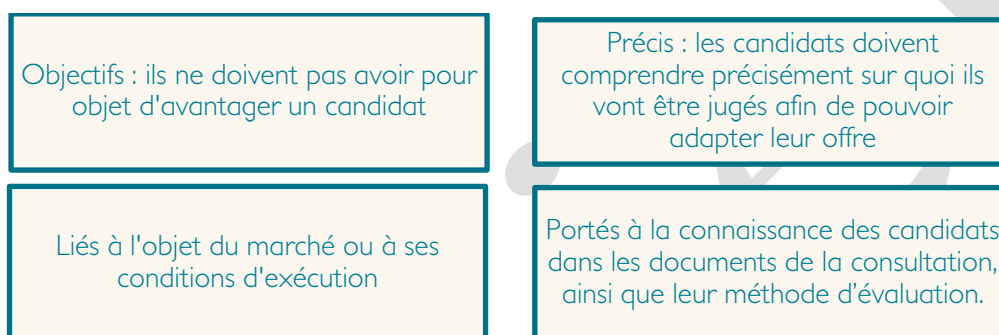 Objectifs : ils ne doivent pas avoir pour
objet d'avantager un candidat
Précis : les candidats doivent
comprendre précisément sur quoi ils
vont être jugés afin de pouvoir
adapter leur offre
Liés à l'objet du marché ou à ses
conditions d'exécution
Portés à la connaissance des candidats
dans les documents de la consultation,
ainsi que leur méthode d’évaluation.